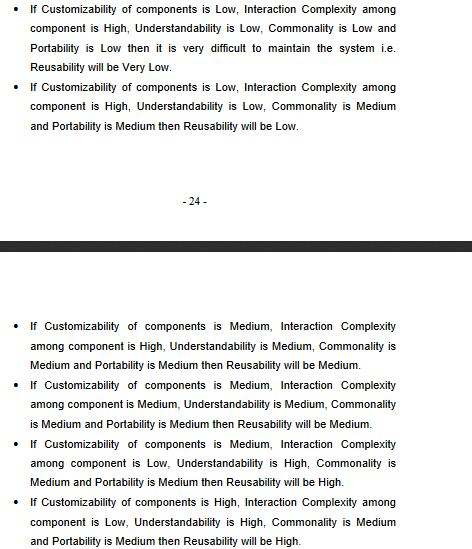 • If Customizability of components is Low, Interaction Complexity among
component is High, Understandability is Low, Commonality is Low and
Portability is Low then it is very difficult to maintain the system i.e.
Reusability will be Very Low.
• If Customizability of components is Low, Interaction Complexity among
component is High, Understandability is Low, Commonality is Medium
and Portability is Medium then Reusability will be Low.
- 24 -
• If Customizability of components is Medium, Interaction Complexity
among component is High, Understandability is Medium, Commonality is
Medium and Portability is Medium then Reusability will be Medium.
• If Customizability of components is Medium, Interaction Complexity
among component is Medium, Understandability is Medium, Commonality
is Medium and Portability is Medium then Reusability will be Medium.
• If Customizability of components is Medium, Interaction Complexity
among component is Low, Understandability is High, Commonality is
Medium and Portability is Medium then Reusability will be High.
• If Customizability of components is High, Interaction Complexity among
component is Low, Understandability is High, Commonality is Medium
and Portability is Medium then Reusability will be High.